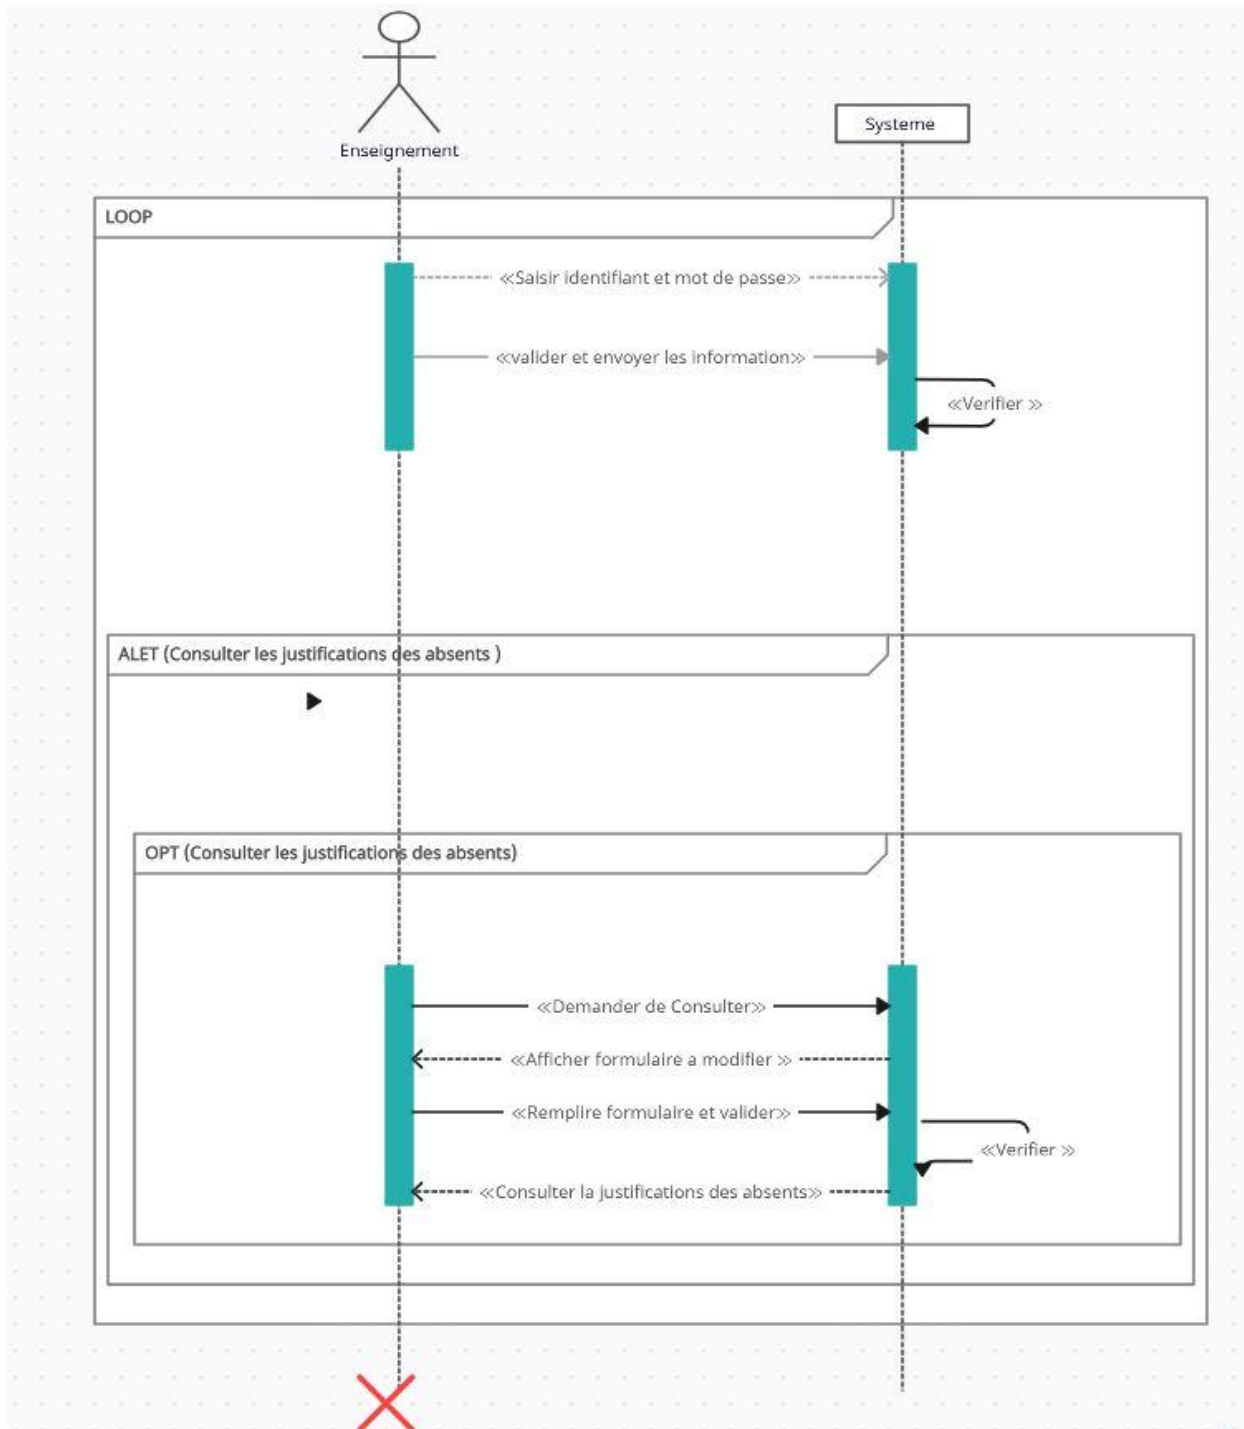 Enseignement
Systeme
LOOP
≪Saisir identifiant et mot de passe≫
≪valider et envoyer les information≫
≪Verifier ≫
ALET (Consulter les justifications des absents )
OPT (Consulter les justifications des absents)
≪Demander de Consulter≫
≪Afficher formulaire a modifier ≫
≪Remplire formulaire et valider≫
≪Verifier ≫
≪Consulter la justifications des absents≫